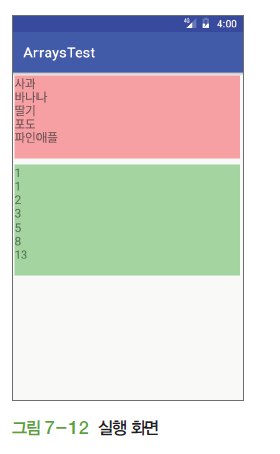 4G 4:00
ArraysTest
사과
바나나
딸기
포도
파인애플
1
1
2
3
5
8
13
그림 7-12 실행 화면